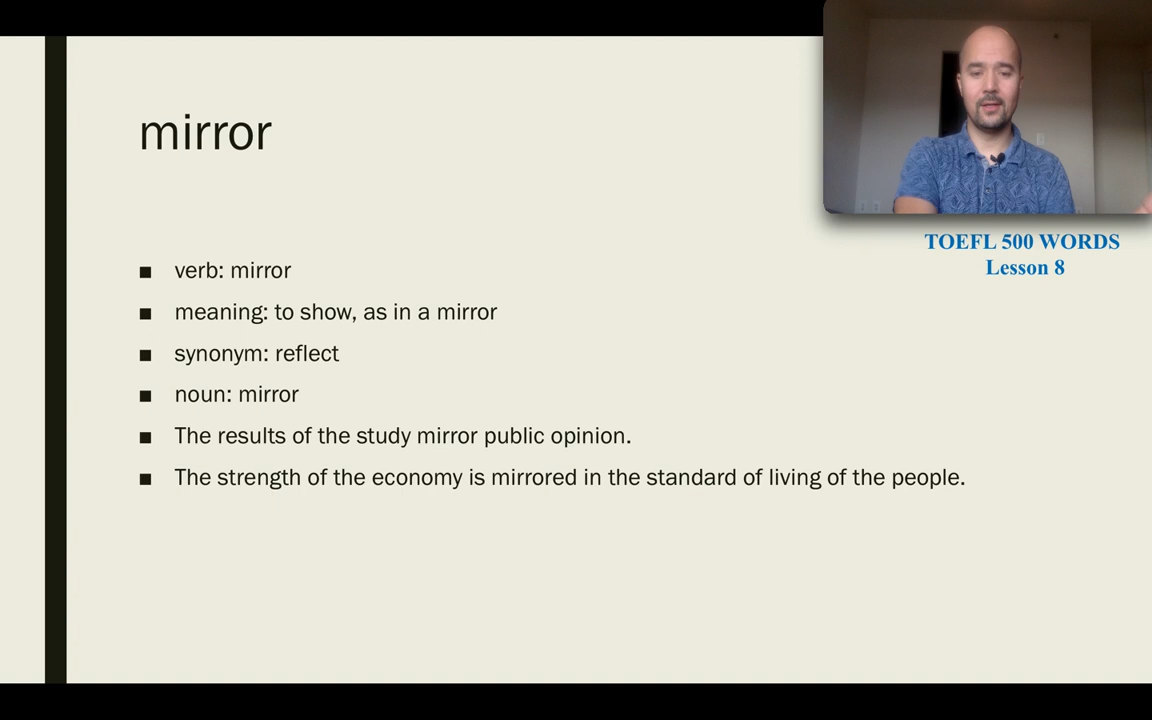 mirror
TOEFL 500 WORDS
Lesson 8
■ verb: mirror
■ meaning: to show, as in a mirror
■ synonym: reflect
■ noun: mirror
■ The results of the study mirror public opinion.
■ The strength of the economy is mirrored in the standard of living of the people.